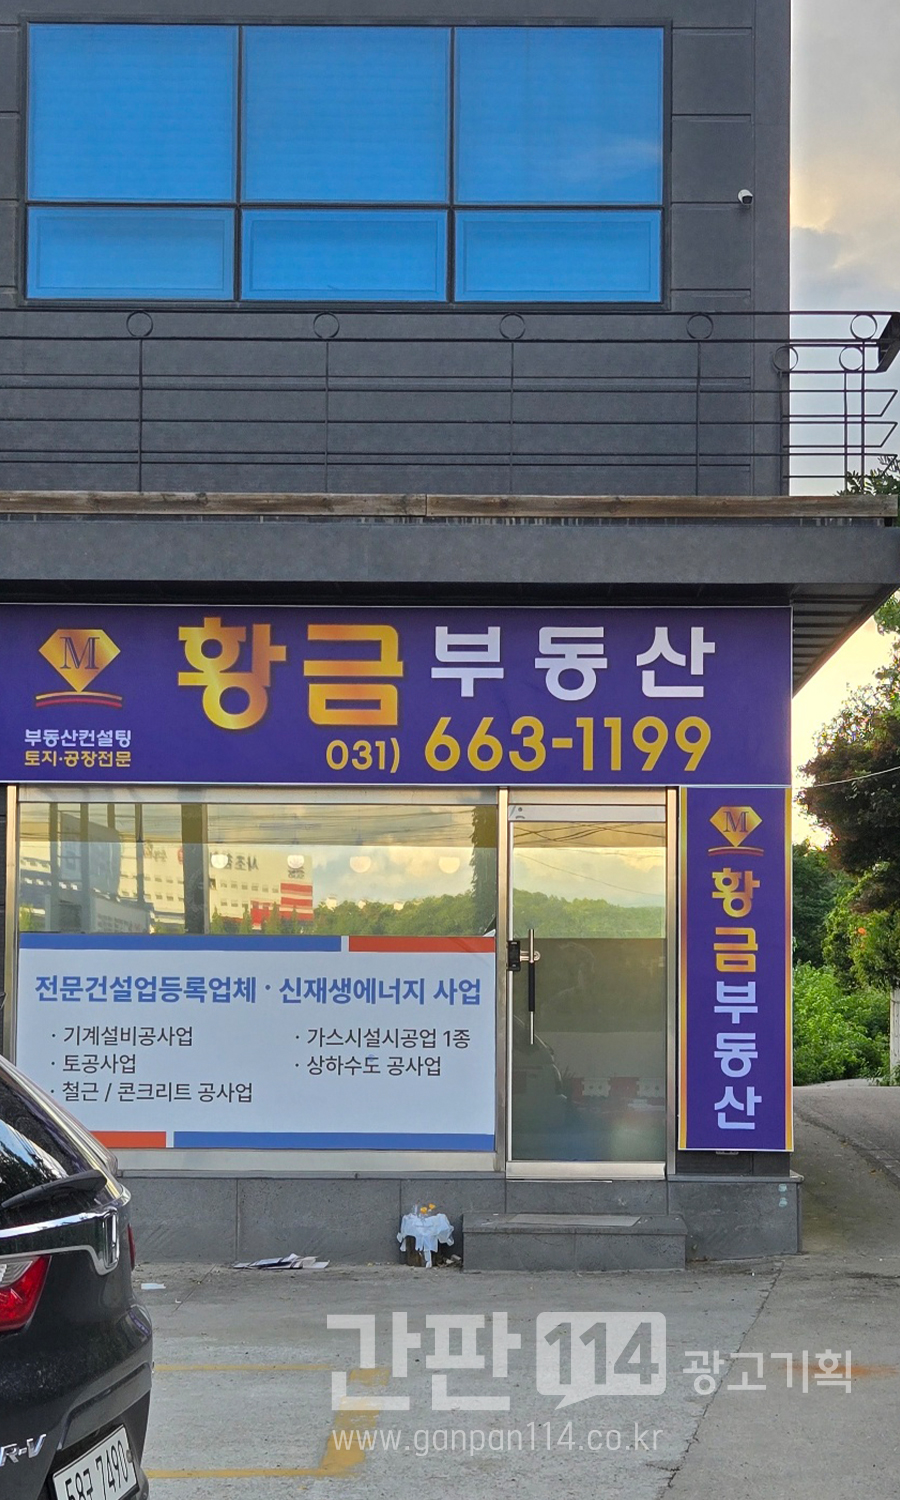 M
황금부동산
부동산컨설팅
토지·공장전문
031) 663-1199
M
황금부동산
전문건설업등록업체 · 신재생에너지 사업
· 기계설비공사업
· 가스시설시공업 1종
· 토공사업
· 상하수도 공사업
· 철근 / 콘크리트 공사업
간판114 광고기획
www.ganpan114.co.kr
R-V
7490